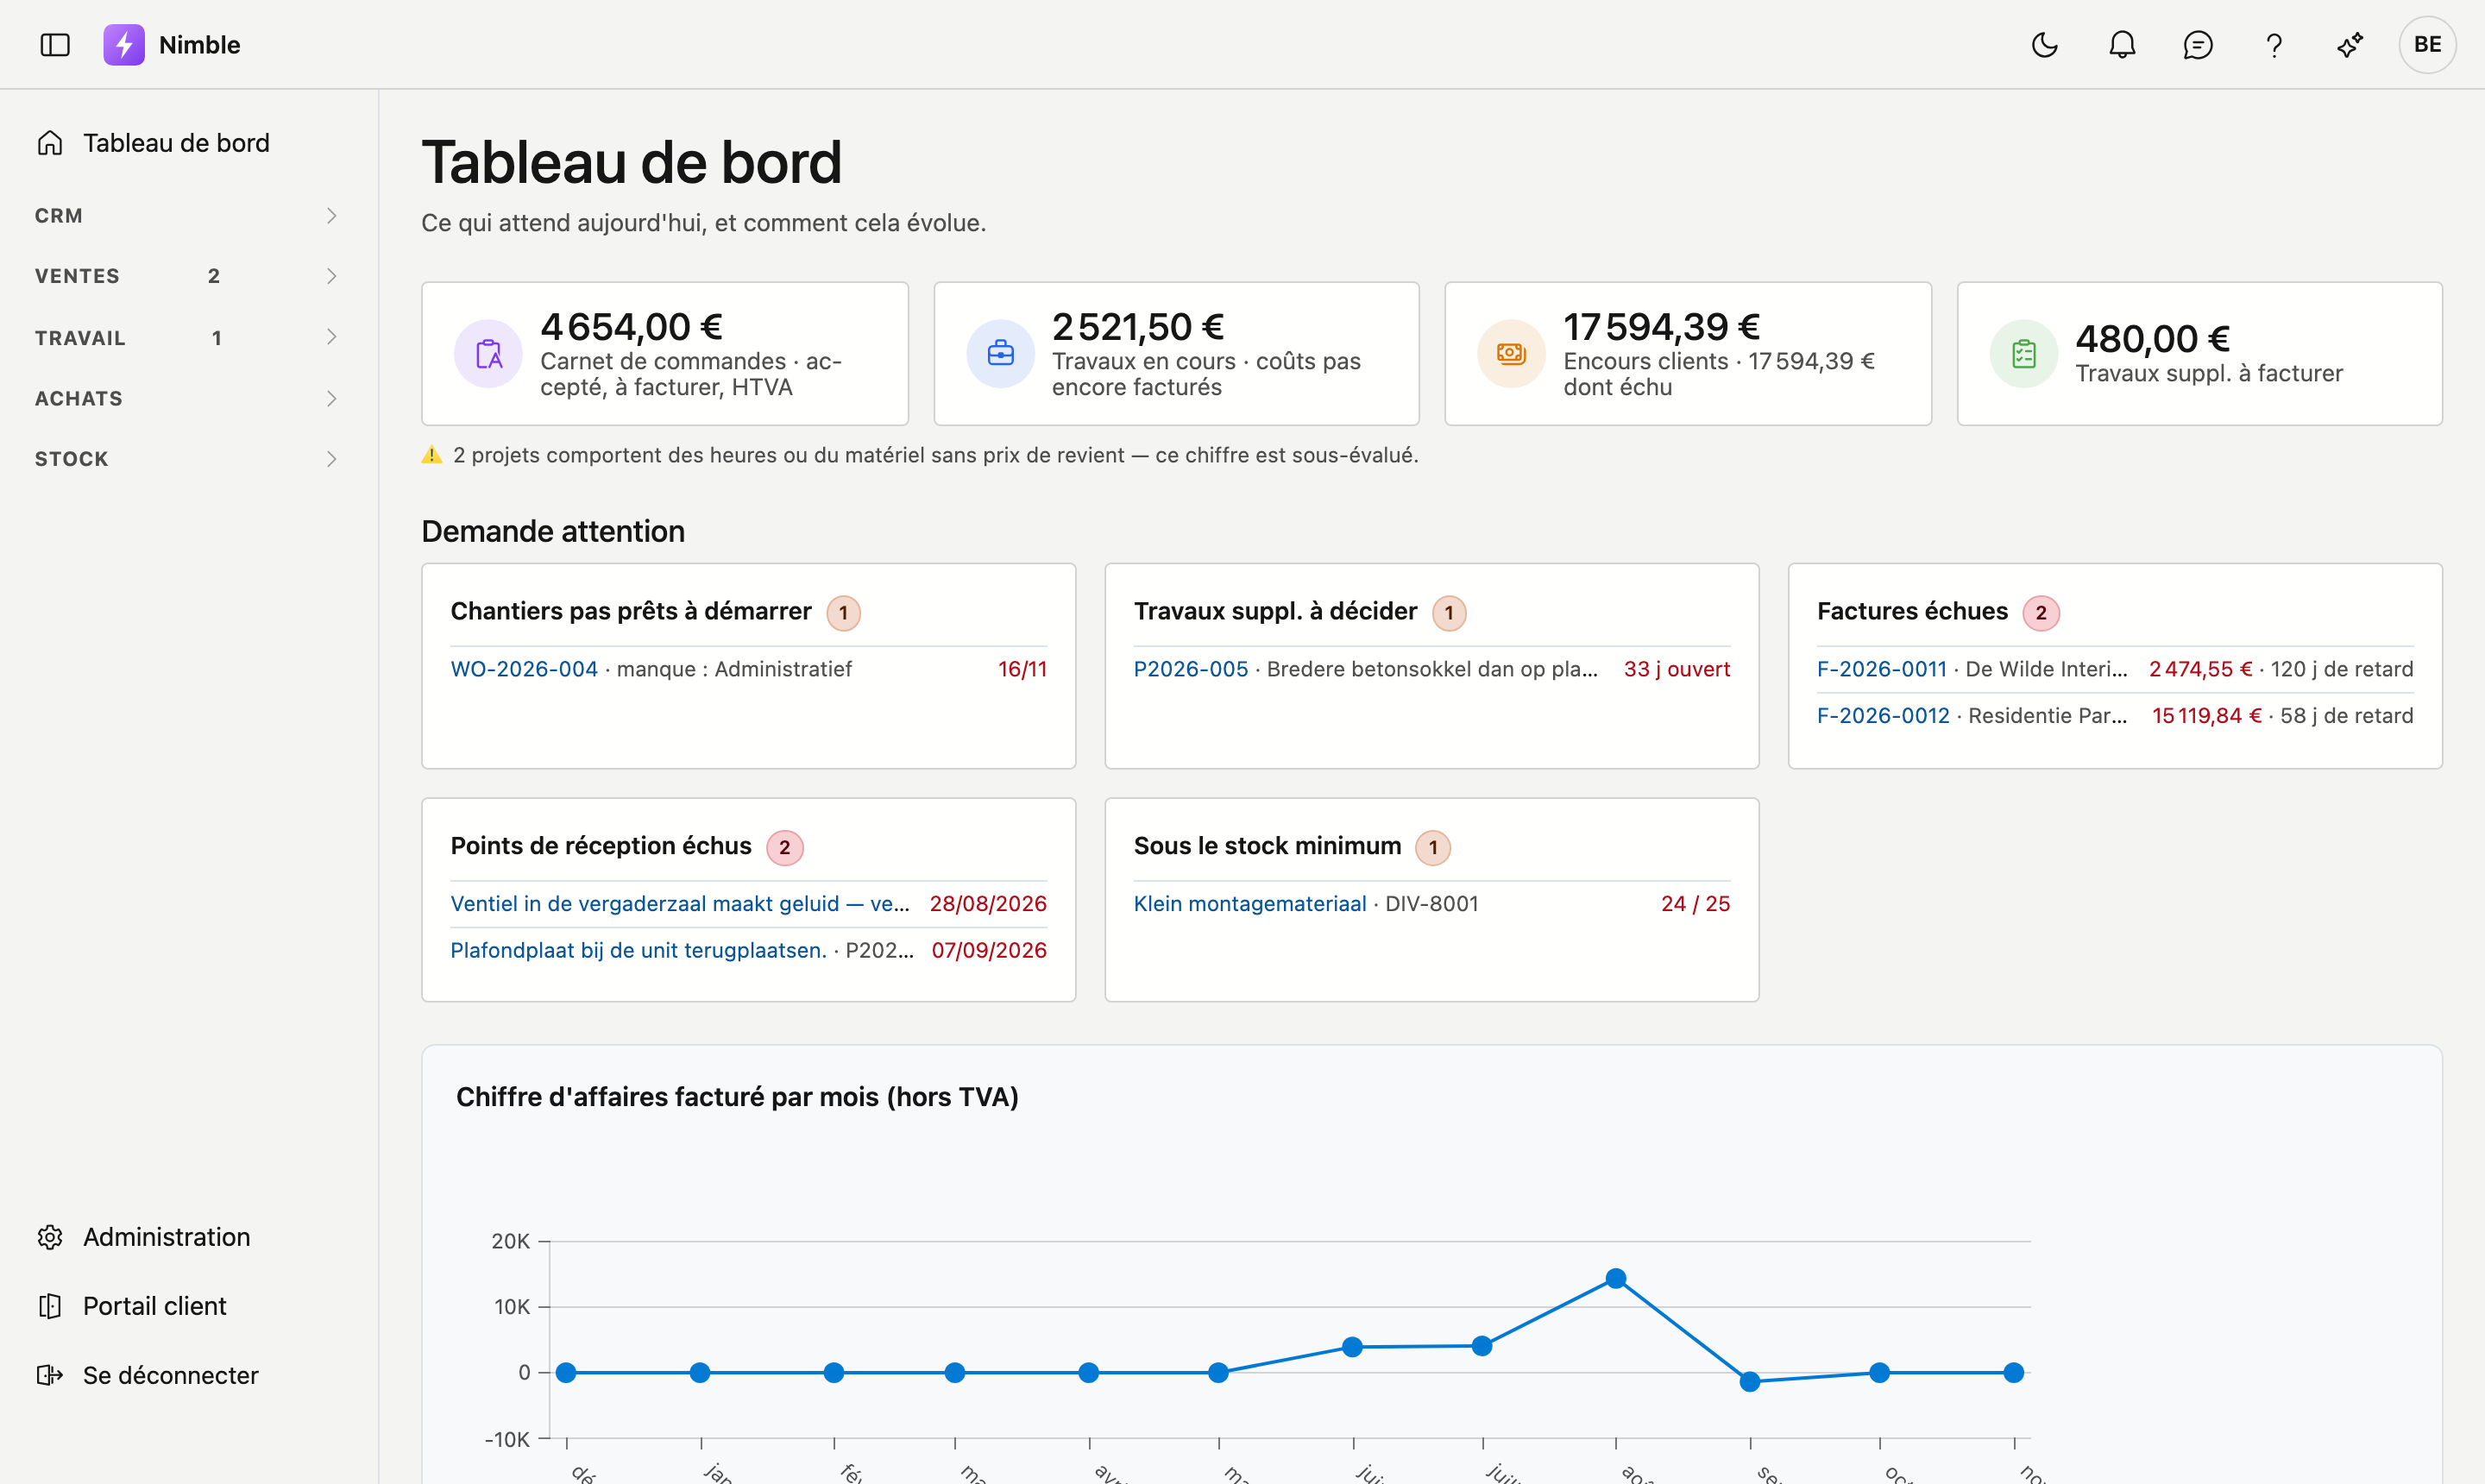 Nimble
BE
Tableau de bord
CRM
VENTES 2
TRAVAIL 1
ACHATS
STOCK
Administration
Portail client
Se déconnecter
Tableau de bord
Ce qui attend aujourd'hui, et comment cela évolue.
4 654,00 €
Carnet de commandes · ac-
cepté, à facturer, HTVA
2 521,50 €
Travaux en cours · coûts pas
encore facturés
17 594,39 €
Encours clients · 17 594,39 €
dont échu
480,00 €
Travaux suppl. à facturer
2 projets comportent des heures ou du matériel sans prix de revient — ce chiffre est sous-évalué.
Demande attention
Chantiers pas prêts à démarrer 1
WO-2026-004 · manque : Administratief 16/11
Travaux suppl. à décider 1
P2026-005 · Bredere betonsokkel dan op pla... 33 j ouvert
Factures échues 2
F-2026-0011 · De Wilde Interi... 2 474,55 € · 120 j de retard
F-2026-0012 · Residentie Par... 15 119,84 € · 58 j de retard
Points de réception échus 2
Ventiel in de vergaderzaal maakt geluid — ve... 28/08/2026
Plafondplaat bij de unit terugplaatsen. · P202... 07/09/2026
Sous le stock minimum 1
Klein montagemateriaal · DIV-8001 24 / 25
Chiffre d'affaires facturé par mois (hors TVA)
20K
10K
0
-10K